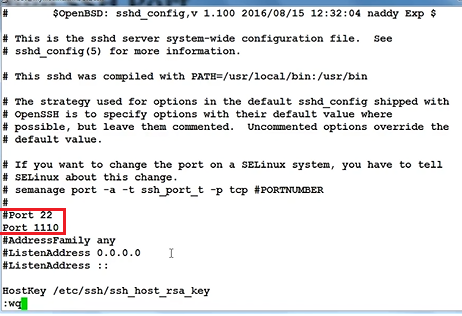 #       $OpenBSD: sshd_config,v 1.100 2016/08/15 12:32:04 naddy Exp $
# This is the sshd server system-wide configuration file.  See
# sshd_config(5) for more information.
# This sshd was compiled with PATH=/usr/local/bin:/usr/bin
# The strategy used for options in the default sshd_config shipped with
# OpenSSH is to specify options with their default value where
# possible, but leave them commented.  Uncommented options override the
# default value.
# If you want to change the port on a SELinux system, you have to tell
# SELinux about this change.
# semanage port -a -t ssh_port_t -p tcp #PORTNUMBER
#
#Port 22
Port 1110
#AddressFamily any
#ListenAddress 0.0.0.0
#ListenAddress ::
HostKey /etc/ssh/ssh_host_rsa_key
:wq